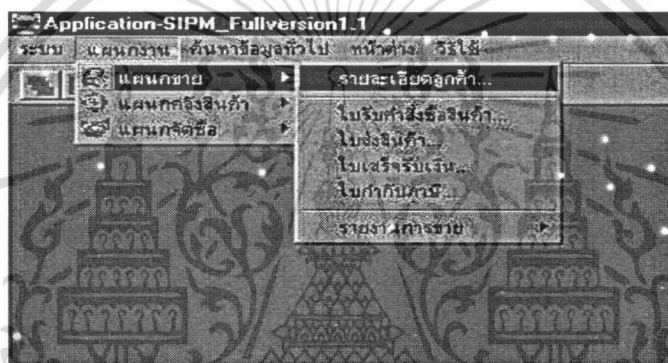 Application-SIPM_Fullversion1.1
ระบบ แผนกงาน ค้นหาข้อมูลทั่วไป หน้าต่าง วิธีใช้
แผนกขาย
แผนกคลังสินค้า
แผนกจัดซื้อ
รายละเอียดลูกค้า...
ใบรับคำสั่งซื้อสินค้า...
ใบส่งสินค้า...
ใบเสร็จรับเงิน...
ใบกำกับภาษี...
รายงานการขาย